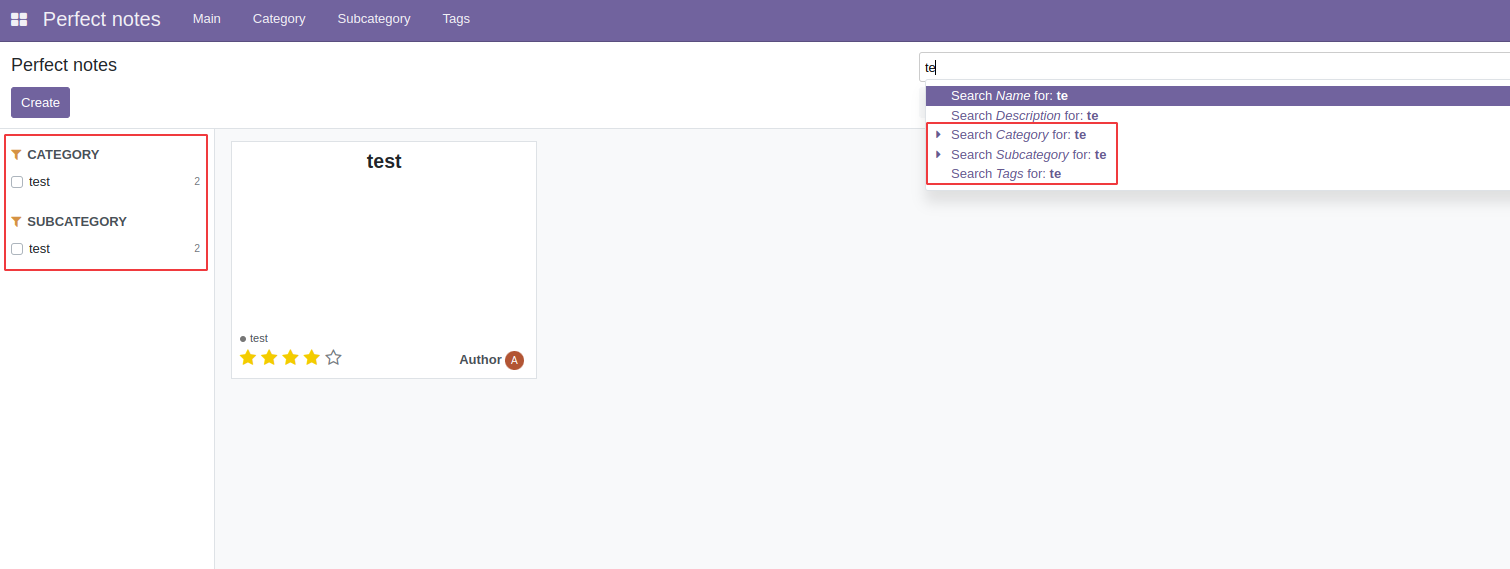 Perfect notes Main Category Subcategory Tags
Perfect notes
te
Create
Search Name for: te
Search Description for: te
Search Category for: te
Search Subcategory for: te
Search Tags for: te
CATEGORY
test 2
SUBCATEGORY
test 2
test
test
Author A